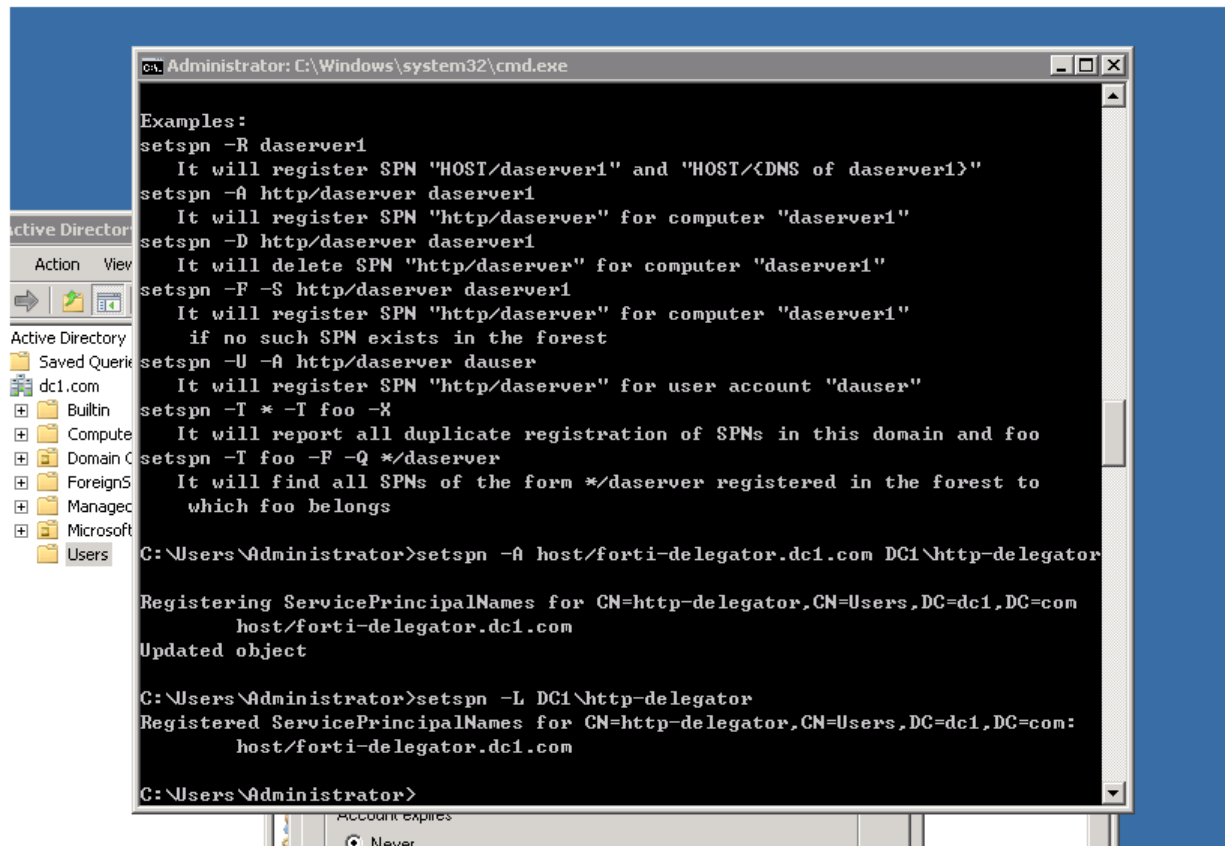 Administrator: C:\Windows\system32\cmd.exe
Examples:
setspn -R daserver1
It will register SPN "HOST/daserver1" and "HOST/{DNS of daserver1}"
setspn -A http/daserver daserver1
It will register SPN "http/daserver" for computer "daserver1"
setspn -D http/daserver daserver1
It will delete SPN "http/daserver" for computer "daserver1"
setspn -F -S http/daserver daserver1
It will register SPN "http/daserver" for computer "daserver1"
if no such SPN exists in the forest
setspn -U -A http/daserver dauser
It will register SPN "http/daserver" for user account "dauser"
setspn -T * -T foo -X
It will report all duplicate registration of SPNs in this domain and foo
setspn -T foo -F -Q */daserver
It will find all SPNs of the form */daserver registered in the forest to
which foo belongs
C:\Users\Administrator>setspn -A host/forti-delegator.dc1.com DC1\http-delegator
Registering ServicePrincipalNames for CN=http-delegator,CN=Users,DC=dc1,DC=com
host/forti-delegator.dc1.com
Updated object
C:\Users\Administrator>setspn -L DC1\http-delegator
Registered ServicePrincipalNames for CN=http-delegator,CN=Users,DC=dc1,DC=com:
host/forti-delegator.dc1.com
C:\Users\Administrator>
ctive Director
Action View
Active Directory
Saved Querie
dc1.com
Builtin
Compute
Domain C
ForeignS
Managed
Microsoft
Users
Account expires
Never